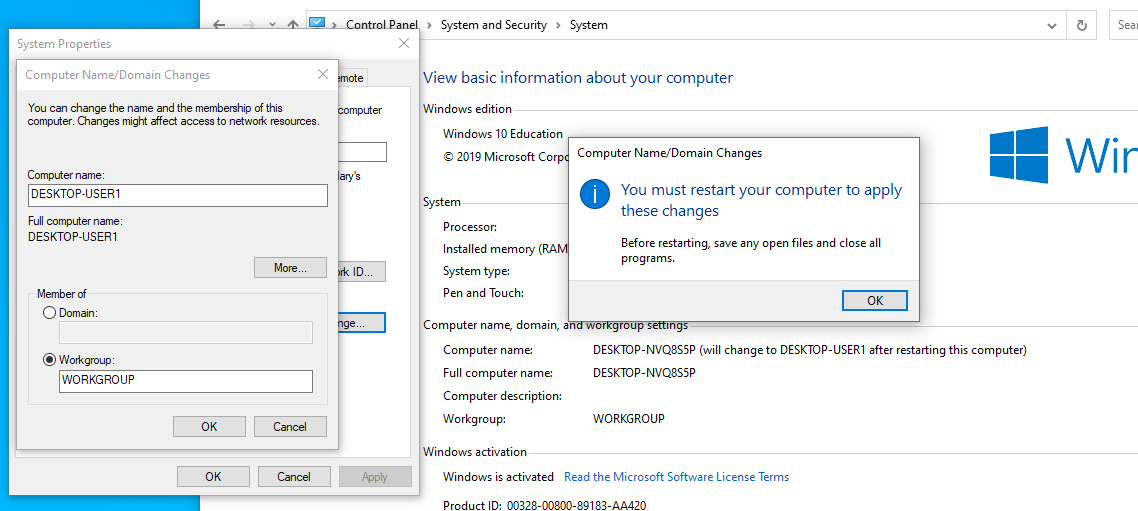 Control Panel > System and Security > System
Sear
System Properties
Computer Name/Domain Changes
emote
You can change the name and the membership of this
computer. Changes might affect access to network resources.
computer
Computer name:
DESKTOP-USER1
lary's
Full computer name:
DESKTOP-USER1
More...
rk ID...
Member of
Domain:
nge...
Workgroup:
WORKGROUP
OK
Cancel
OK
Cancel
Apply
View basic information about your computer
Windows edition
Windows 10 Education
© 2019 Microsoft Corpo
Win
System
Processor:
Installed memory (RAM
System type:
Pen and Touch:
Computer Name/Domain Changes
You must restart your computer to apply
these changes
Before restarting, save any open files and close all
programs.
OK
Computer name, domain, and workgroup settings
Computer name: DESKTOP-NVQ8S5P (will change to DESKTOP-USER1 after restarting this computer)
Full computer name: DESKTOP-NVQ8S5P
Computer description:
Workgroup: WORKGROUP
Windows activation
Windows is activated Read the Microsoft Software License Terms
Product ID: 00328-00800-89183-AA420